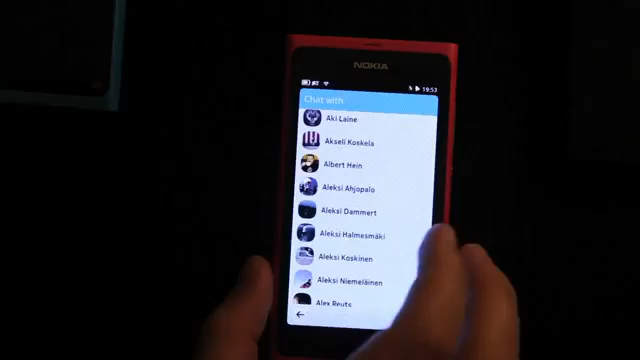 NOKIA
19:53
Chat with
Aki Laine
Akseli Koskela
Albert Hein
Aleksi Ahjopalo
Aleksi Dammert
Aleksi Halmesmäki
Aleksi Koskinen
Aleksi Niemeläinen
Alex Reuts